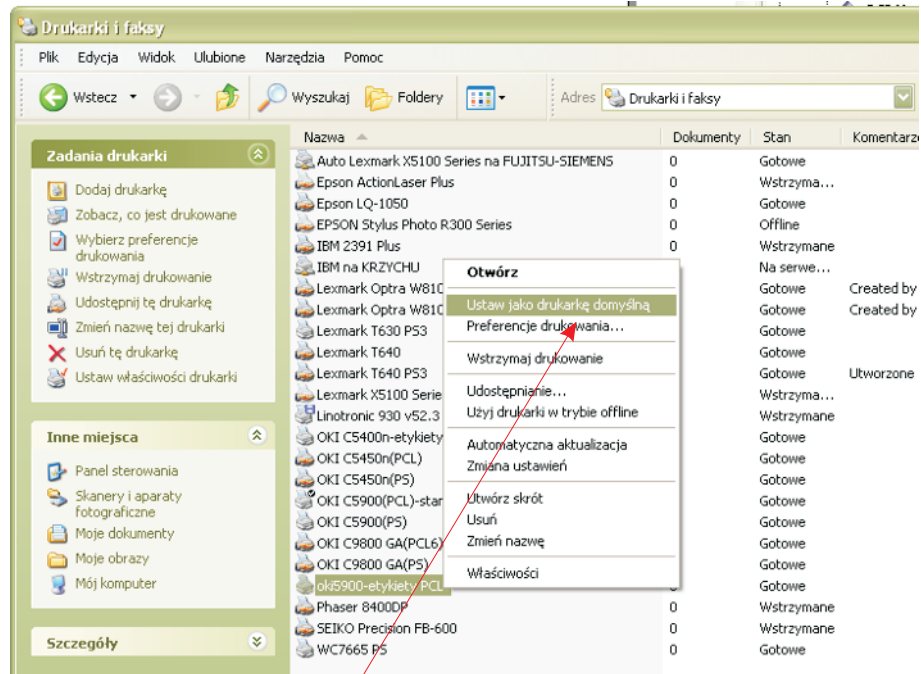 Drukarki i faksy
Plik Edycja Widok Ulubione Narzędzia Pomoc
Wstecz Wyszukaj Foldery Adres Drukarki i faksy
Zadania drukarki
Dodaj drukarkę
Zobacz, co jest drukowane
Wybierz preferencje
drukowania
Wstrzymaj drukowanie
Udostępnij tę drukarkę
Zmień nazwę tej drukarki
Usuń tę drukarkę
Ustaw właściwości drukarki
Inne miejsca
Panel sterowania
Skanery i aparaty
fotograficzne
Moje dokumenty
Moje obrazy
Mój komputer
Szczegóły
Nazwa Dokumenty Stan Komentarze
Auto Lexmark X5100 Series na FUJITSU-SIEMENS 0 Gotowe
Epson ActionLaser Plus 0 Wstrzyma...
Epson LQ-1050 0 Gotowe
EPSON Stylus Photo R300 Series 0 Offline
IBM 2391 Plus 0 Wstrzymane
IBM na KRZYCHU Na serwe...
Lexmark Optra W810 Gotowe Created by
Lexmark Optra W810 Gotowe Created by
Lexmark T630 PS3 Gotowe
Lexmark T640 Gotowe
Lexmark T640 PS3 Gotowe Utworzone
Lexmark X5100 Serie Wstrzyma...
Linotronic 930 v52.3 Wstrzymane
OKI C5400n-etykiety Gotowe
OKI C5450n(PCL) Gotowe
OKI C5450n(PS) Gotowe
OKI C5900(PCL)-star Gotowe
OKI C5900(PS) Gotowe
OKI C9800 GA(PCL6) Gotowe
OKI C9800 GA(PS) Gotowe
oki5900-etykiety PCL 0 Gotowe
Phaser 8400DP 0 Wstrzymane
SEIKO Precision FB-600 0 Wstrzymane
WC7665 PS 0 Gotowe
Otwórz
Ustaw jako drukarkę domyślną
Preferencje drukowania...
Wstrzymaj drukowanie
Udostępnianie...
Użyj drukarki w trybie offline
Automatyczna aktualizacja
Zmiana ustawień
Utwórz skrót
Usuń
Zmień nazwę
Właściwości